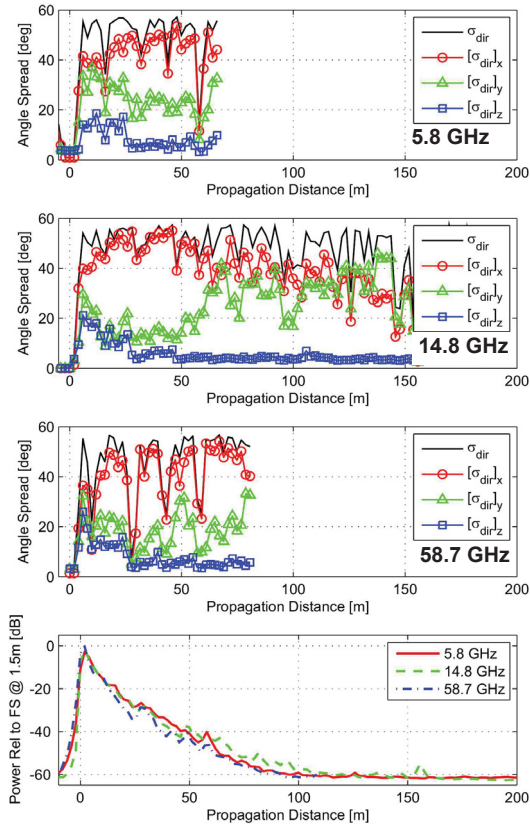 60
40
20
0
Angle Spread [deg]
σdir
[σdir]x
[σdir]y
[σdir]z
5.8 GHz
0 50 100 150 200
Propagation Distance [m]
60
40
20
0
Angle Spread [deg]
σdir
[σdir]x
[σdir]y
[σdir]z
14.8 GHz
0 50 100 150 200
Propagation Distance [m]
60
40
20
0
Angle Spread [deg]
σdir
[σdir]x
[σdir]y
[σdir]z
58.7 GHz
0 50 100 150 200
Propagation Distance [m]
0
-20
-40
-60
Power Rel to FS @ 1.5m [dB]
5.8 GHz
14.8 GHz
58.7 GHz
0 50 100 150 200
Propagation Distance [m]